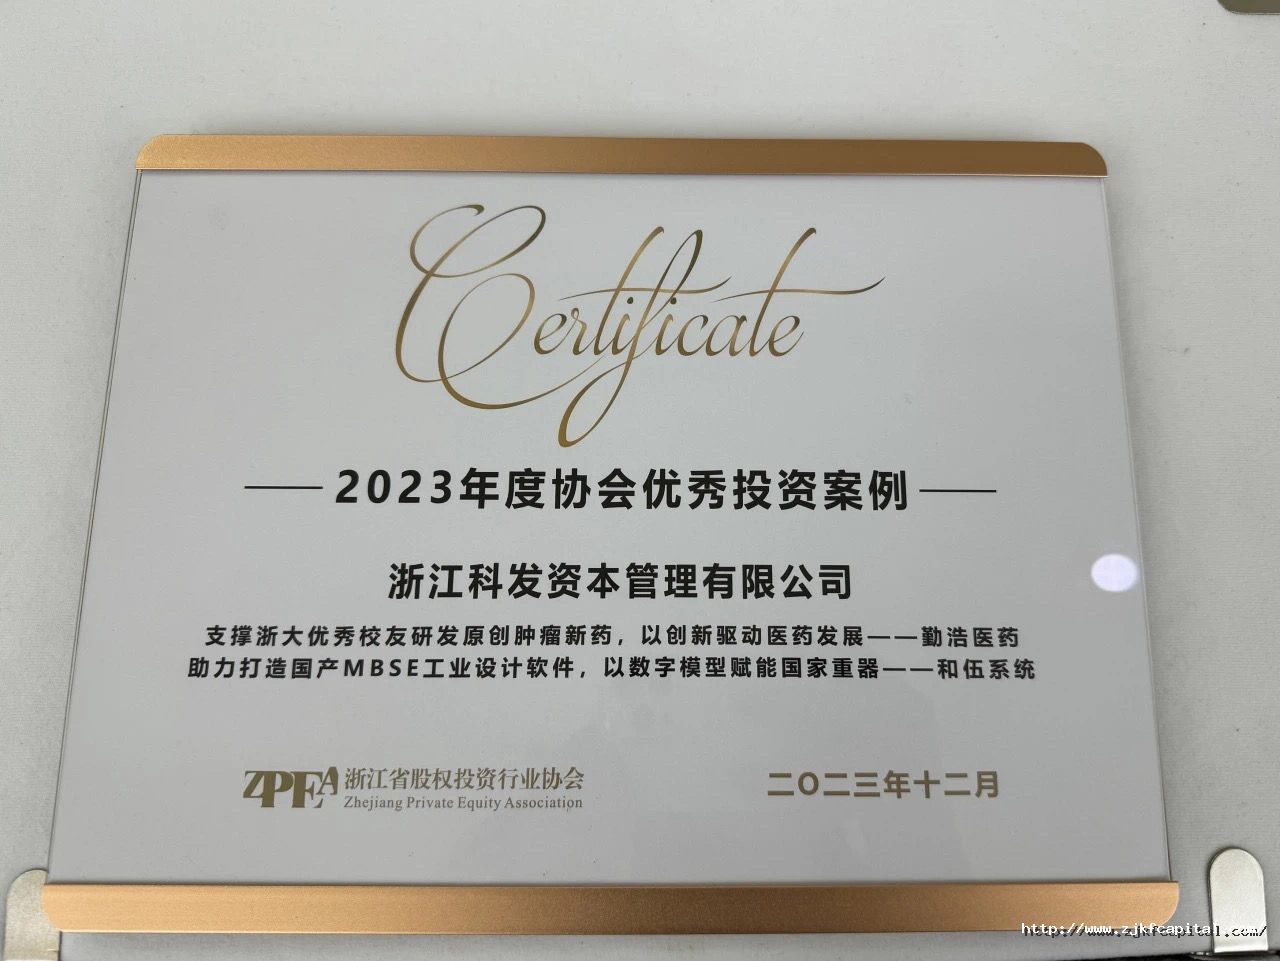 Certificate
2023年度协会优秀投资案例
浙江科发资本管理有限公司
支撑浙大优秀校友研发原创肿瘤新药，以创新驱动医药发展——勤浩医药
助力打造国产MBSE工业设计软件，以数字模型赋能国家重器——和伍系统
ZPEA 浙江省股权投资行业协会
Zhejiang Private Equity Association
二〇二三年十二月
http://www.zjkfcapital.com/